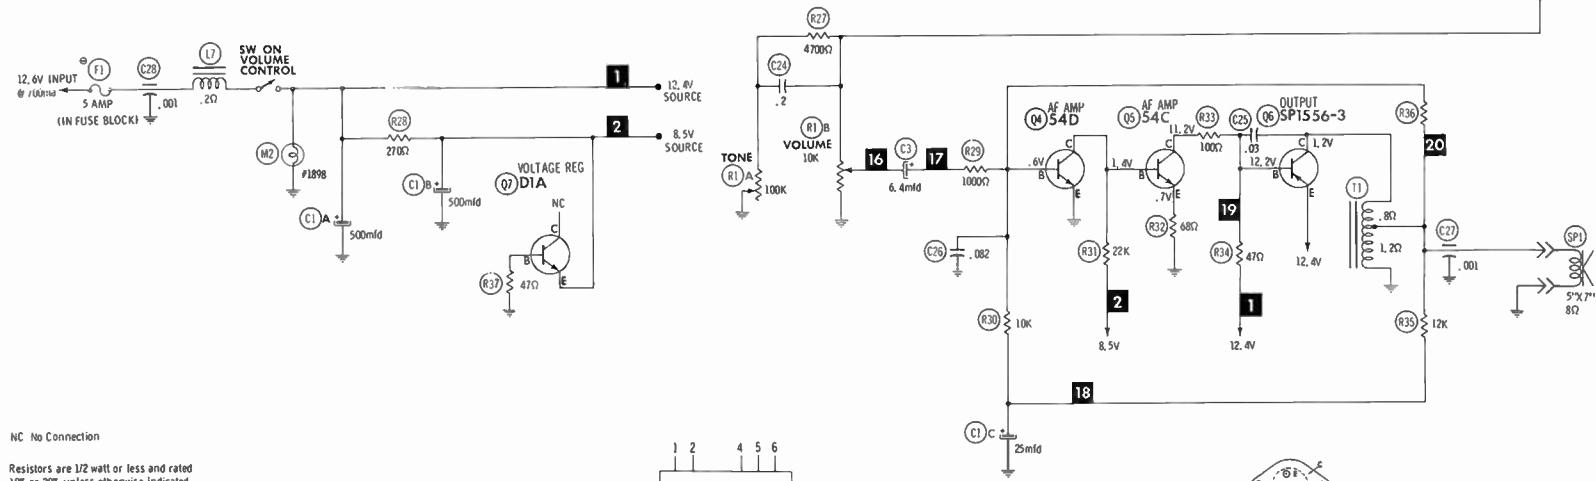 12.6V INPUT
@ 700ma
F1
5 AMP
(IN FUSE BLOCK)
C28
.001
L7
.2Ω
SW ON
VOLUME
CONTROL
M2
#1898
C1 A
+
500mfd
R28
270Ω
C1 B
+
500mfd
1
12.4V
SOURCE
2
8.5V
SOURCE
VOLTAGE REG
Q7 D1A
NC
C
B
E
R37
47Ω
R27
4700Ω
C24
.2
TONE
R1 A
100K
R1 B
VOLUME
10K
16
C3
+
6.4mfd
17
R29
1000Ω
C26
.082
R30
10K
C1 C
+
25mfd
AF AMP
Q4 54D
.6V
C
B
E
R31
22K
2
8.5V
AF AMP
Q5 54C
11.2V
1.4V
C
B
E
.7V
R32
68Ω
R33
100Ω
C25
.03
OUTPUT
Q6 SP1556-3
C
1.2V
12.2V
B
E
12.4V
19
R34
47Ω
1
12.4V
18
T1
.8Ω
1.2Ω
R36
20
R35
12K
C27
.001
SP1
5"X7"
8Ω
NC No Connection
Resistors are 1/2 watt or less and rated
1 2 4 5 6
E
C